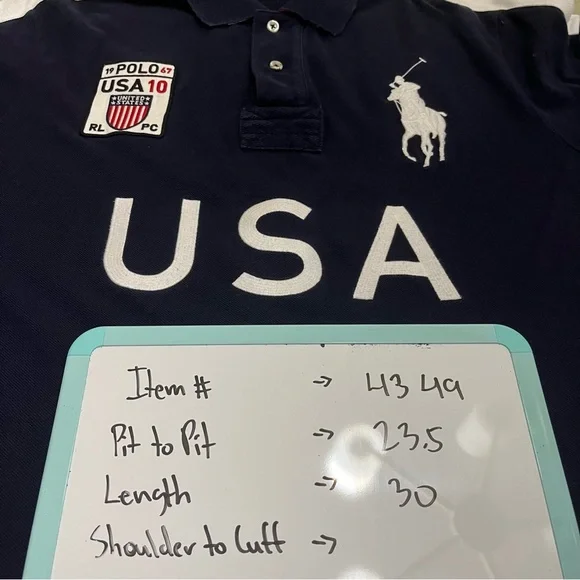 19 POLO 67
USA 10
UNITED
STATES
RL PC
USA
Item # → 4349
Pit to Pit → 23.5
Length → 30
Shoulder to Cuff →